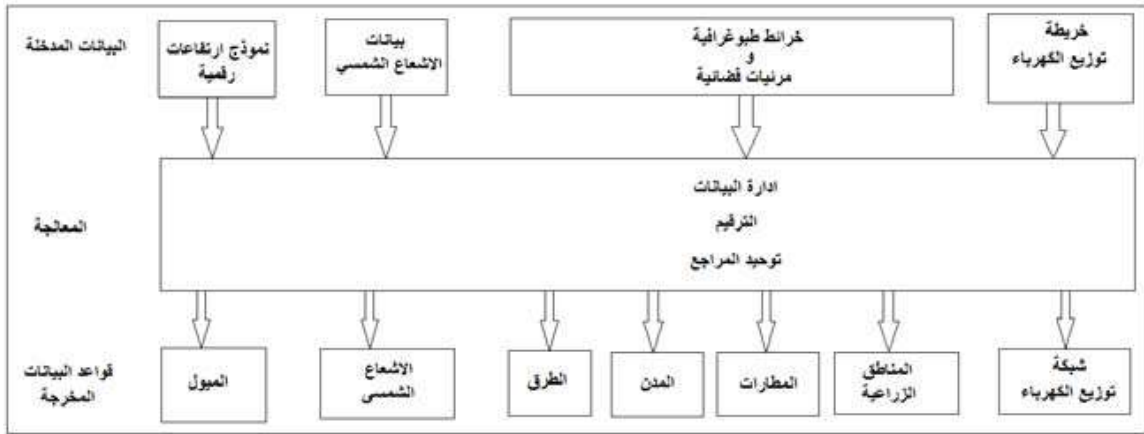 البيانات المدخلة
خريطة
توزيع الكهرباء
خرائط طبوغرافية
و
مرئيات فضائية
بيانات
الاشعاع الشمسي
نموذج ارتفاعات
رقمية
المعالجة
ادارة البيانات
الترقيم
توحيد المراجع
قواعد البيانات
المخرجة
شبكة
توزيع الكهرباء
المناطق
الزراعية
المطارات
المدن
الطرق
الاشعاع
الشمسى
الميول